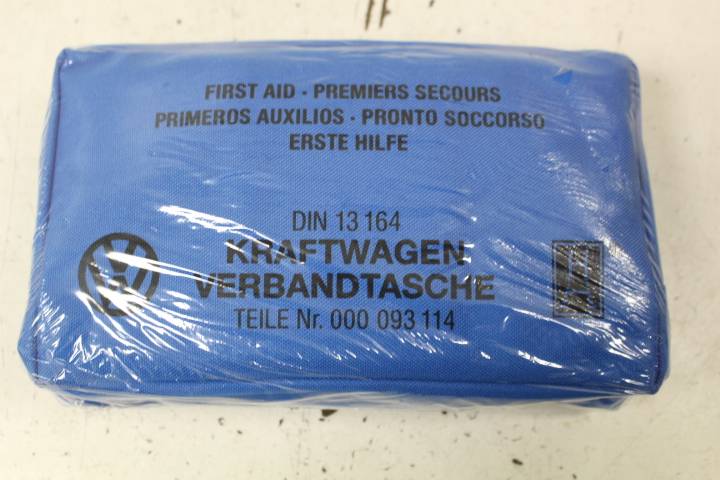 FIRST AID · PREMIERS SECOURS
PRIMEROS AUXILIOS · PRONTO SOCCORSO
ERSTE HILFE
DIN 13 164
KRAFTWAGEN
VERBANDTASCHE
TEILE Nr. 000 093 114